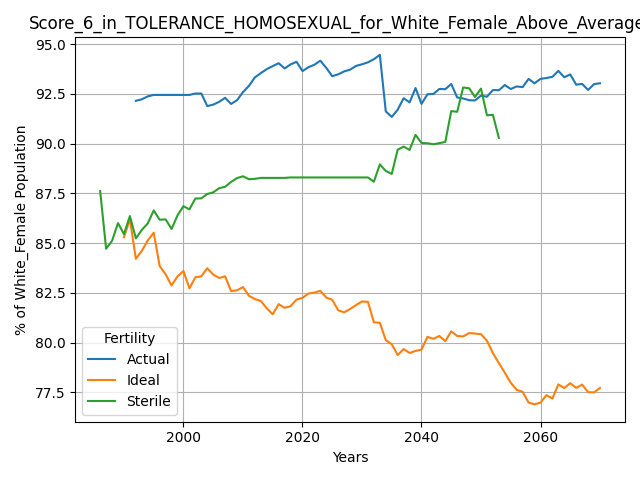 Score_6_in_TOLERANCE_HOMOSEXUAL_for_White_Female_Above_Average
95.0
92.5
90.0
87.5
85.0
82.5
80.0
77.5
% of White_Female Population
Fertility
Actual
Ideal
Sterile
2000 2020 2040 2060
Years